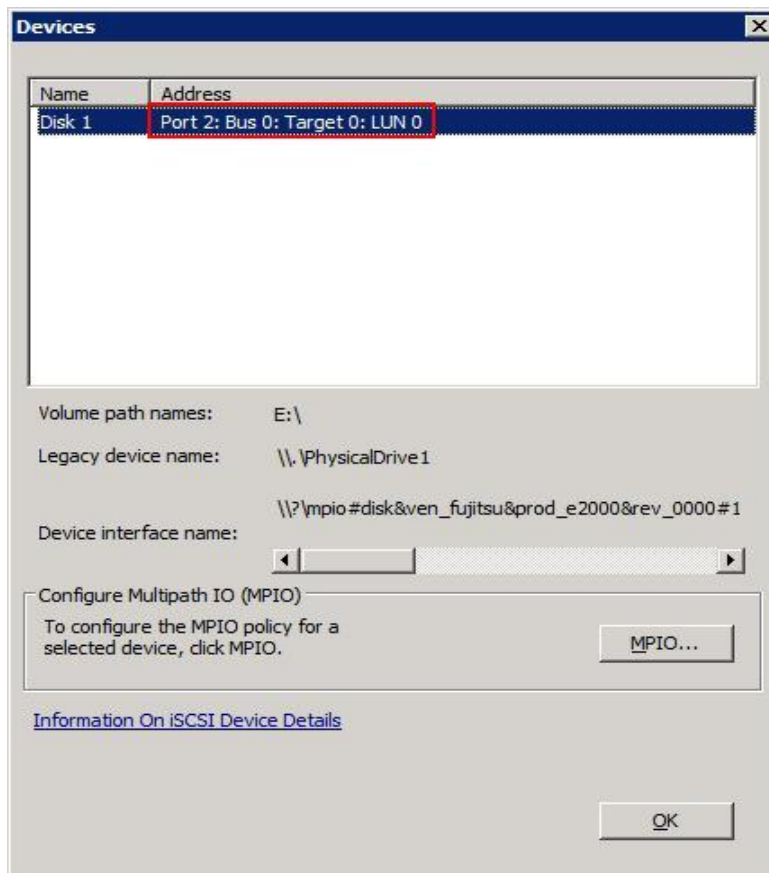 Devices
Name Address
Disk 1 Port 2: Bus 0: Target 0: LUN 0
Volume path names: E:\
Legacy device name: \\.\PhysicalDrive1
Device interface name: \\?\mpio#disk&ven_fujitsu&prod_e2000&rev_0000#1
Configure Multipath IO (MPIO)
To configure the MPIO policy for a
selected device, click MPIO.
MPIO...
Information On iSCSI Device Details
OK